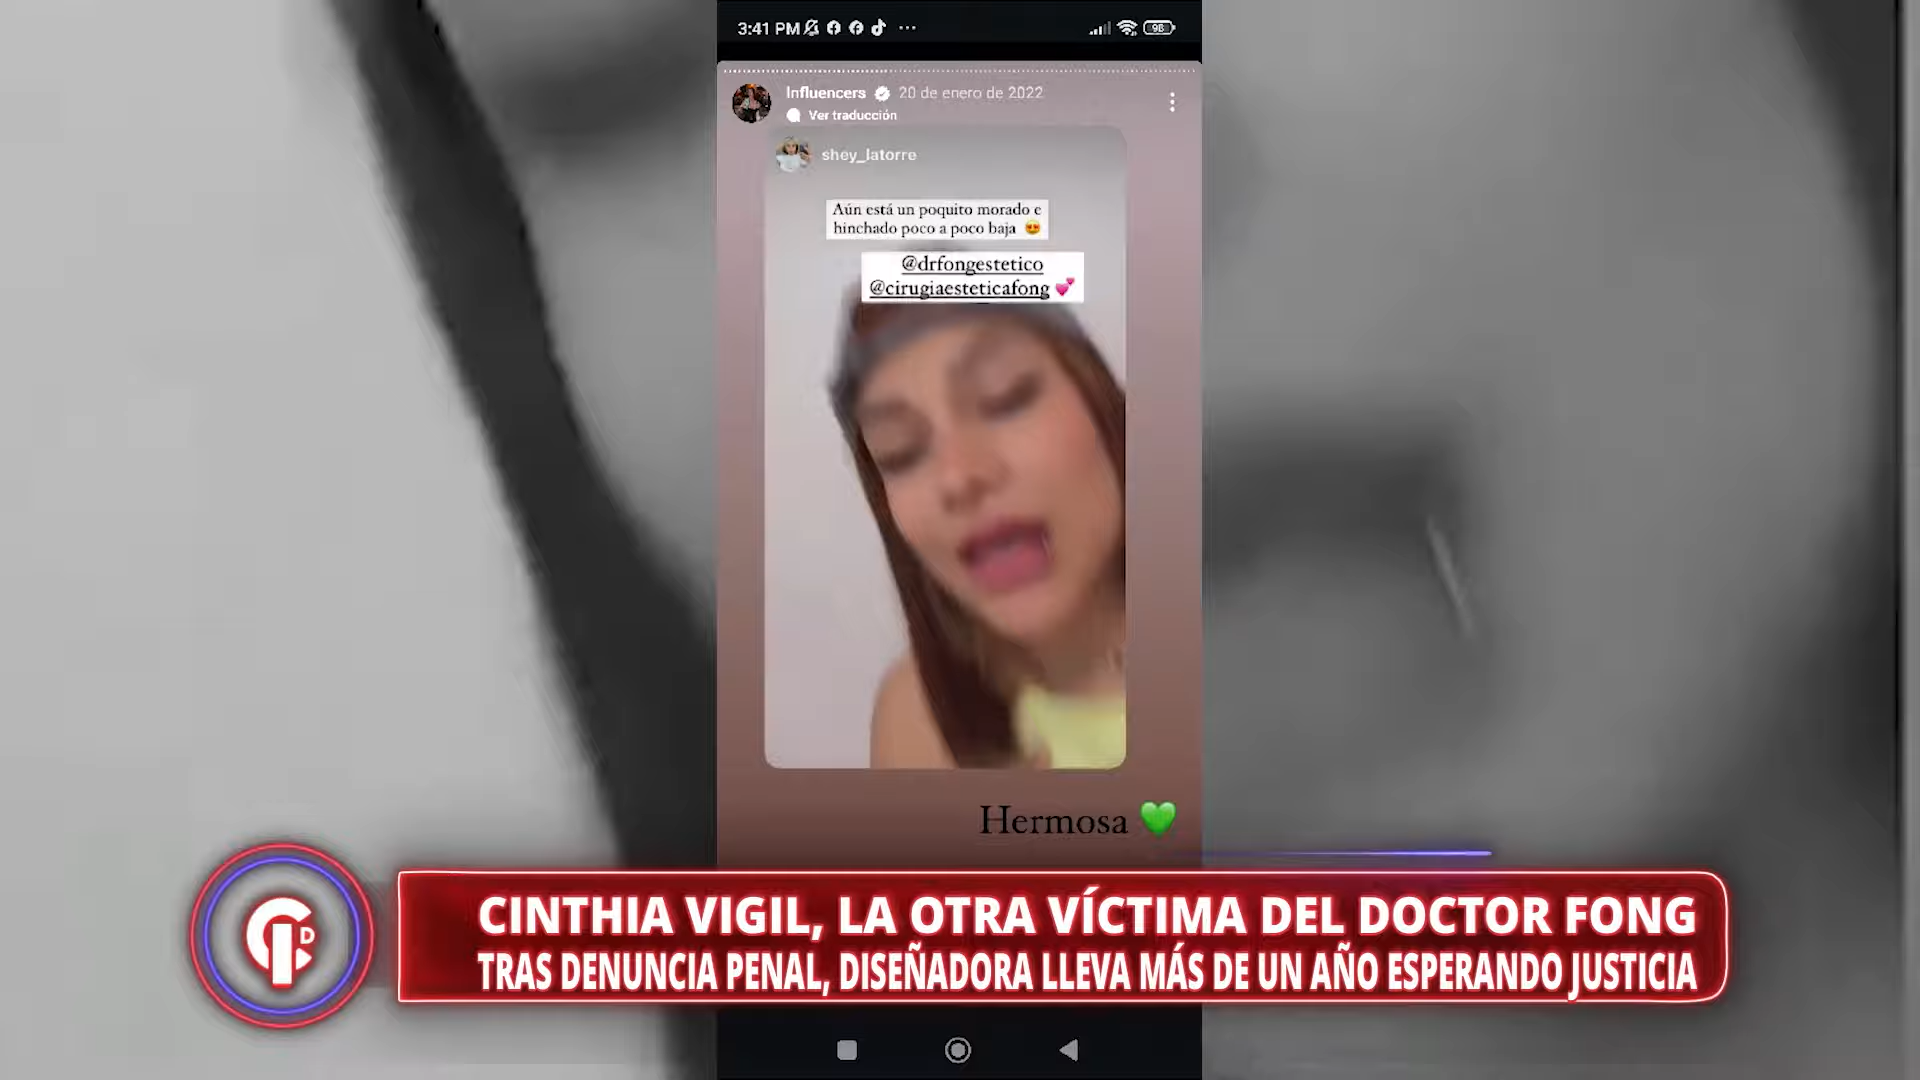 3:41 PM
98
Influencers 20 de enero de 2022
Ver traducción
shey_latorre
Aún está un poquito morado e
hinchado poco a poco baja 😍
@drfongestetico
@cirugiaesteticafong 💕
Hermosa 💚
CINTHIA VIGIL, LA OTRA VÍCTIMA DEL DOCTOR FONG
TRAS DENUNCIA PENAL, DISEÑADORA LLEVA MÁS DE UN AÑO ESPERANDO JUSTICIA